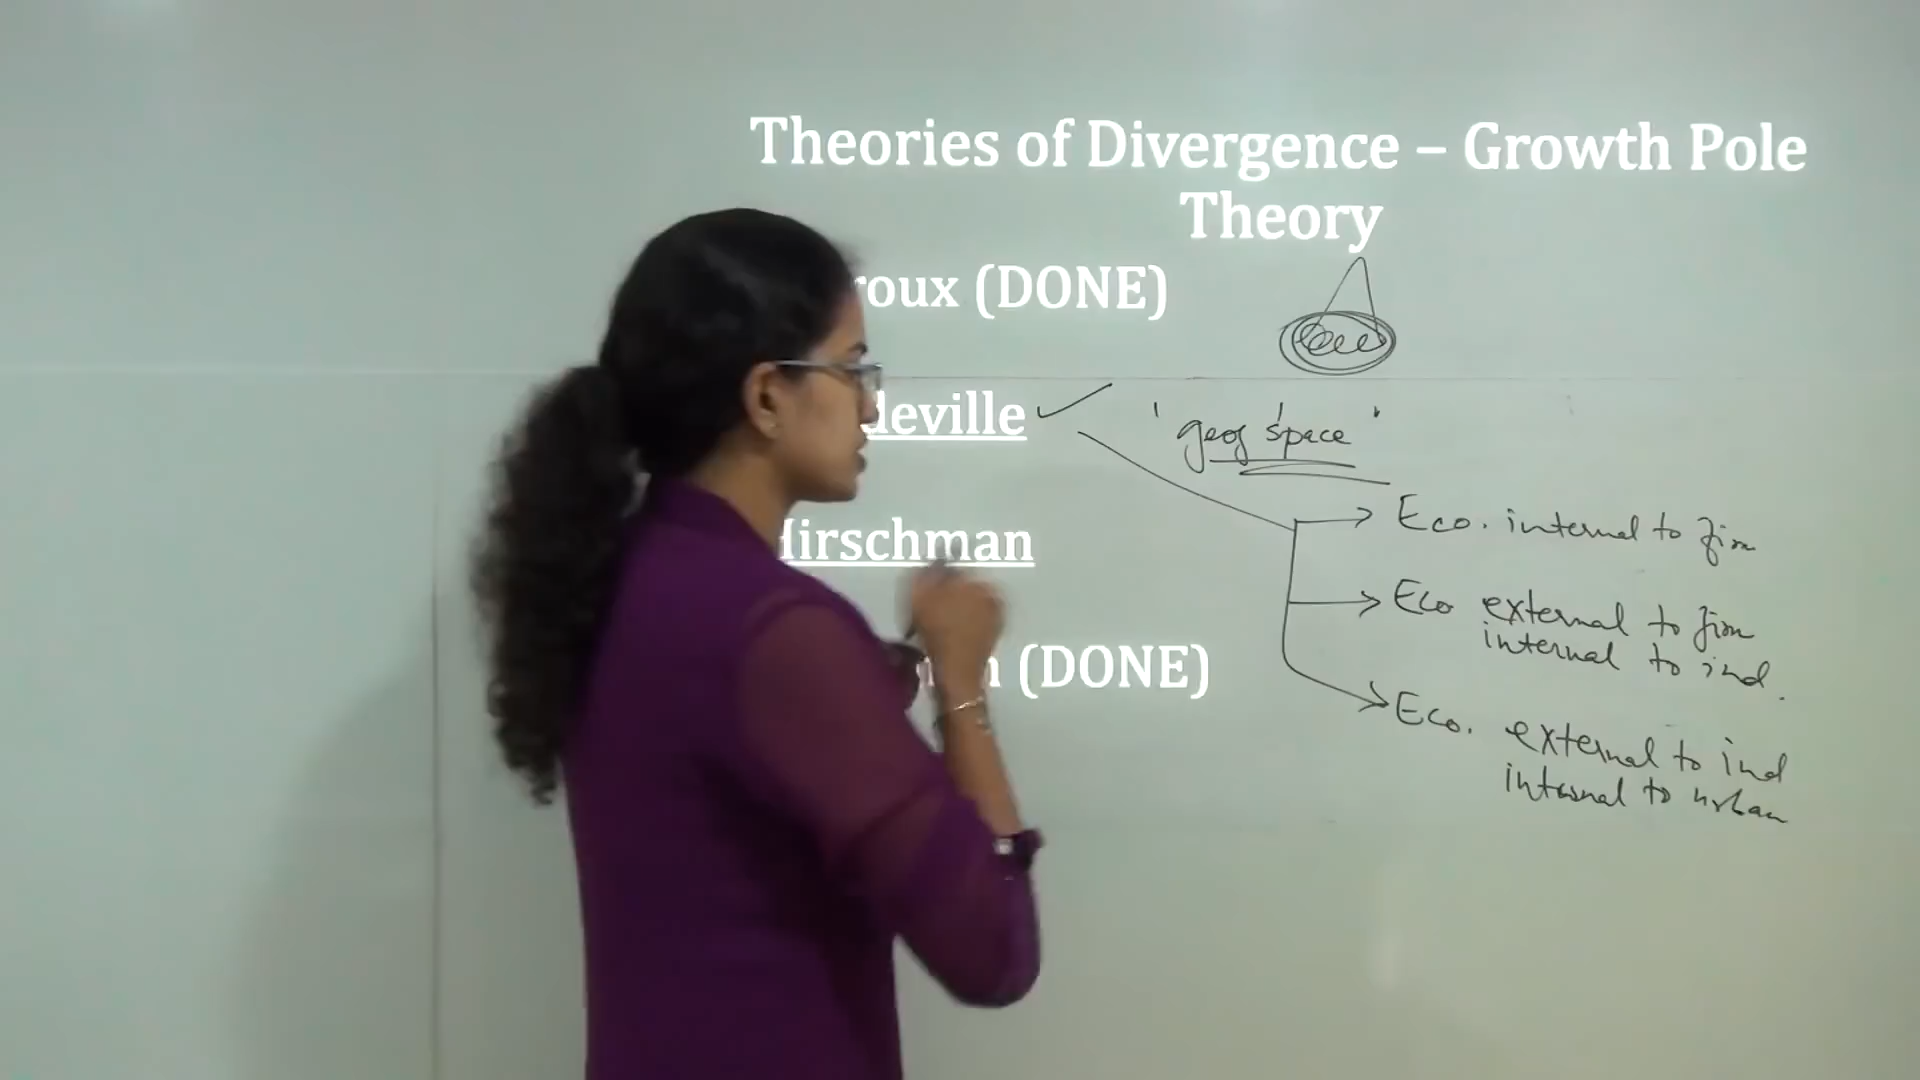 Theories of Divergence – Growth Pole
Theory
roux (DONE)
deville ✓ 'geog space'
Hirschman
Eco. internal to firm
Eco external to firm
internal to ind.
(DONE)
Eco. external to ind
internal to urban